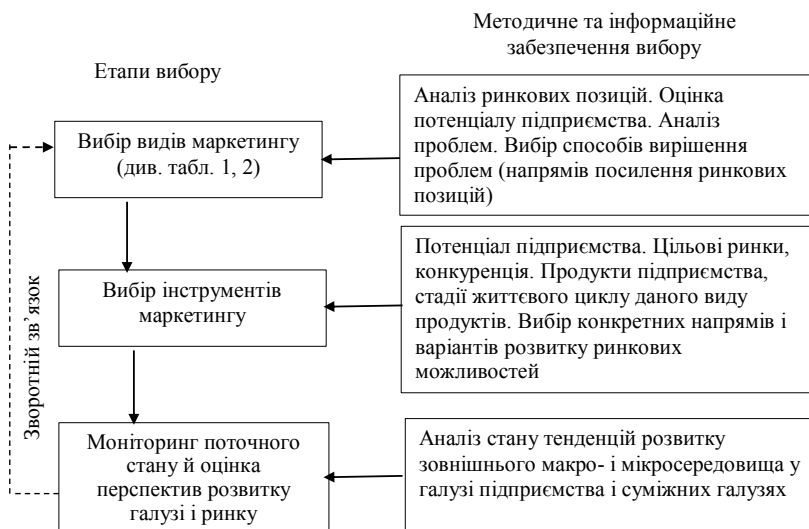 Методичне та інформаційне
забезпечення вибору
Етапи вибору
Вибір видів маркетингу
(див. табл. 1, 2)
Аналіз ринкових позицій. Оцінка
потенціалу підприємства. Аналіз
проблем. Вибір способів вирішення
проблем (напрямів посилення ринкових
позицій)
Вибір інструментів
маркетингу
Потенціал підприємства. Цільові ринки,
конкуренція. Продукти підприємства,
стадії життєвого циклу даного виду
продуктів. Вибір конкретних напрямів і
варіантів розвитку ринкових
можливостей
Зворотній зв’язок
Моніторинг поточного
стану й оцінка
перспектив розвитку
галузі і ринку
Аналіз стану тенденцій розвитку
зовнішнього макро- і мікросередовища у
галузі підприємства і суміжних галузях